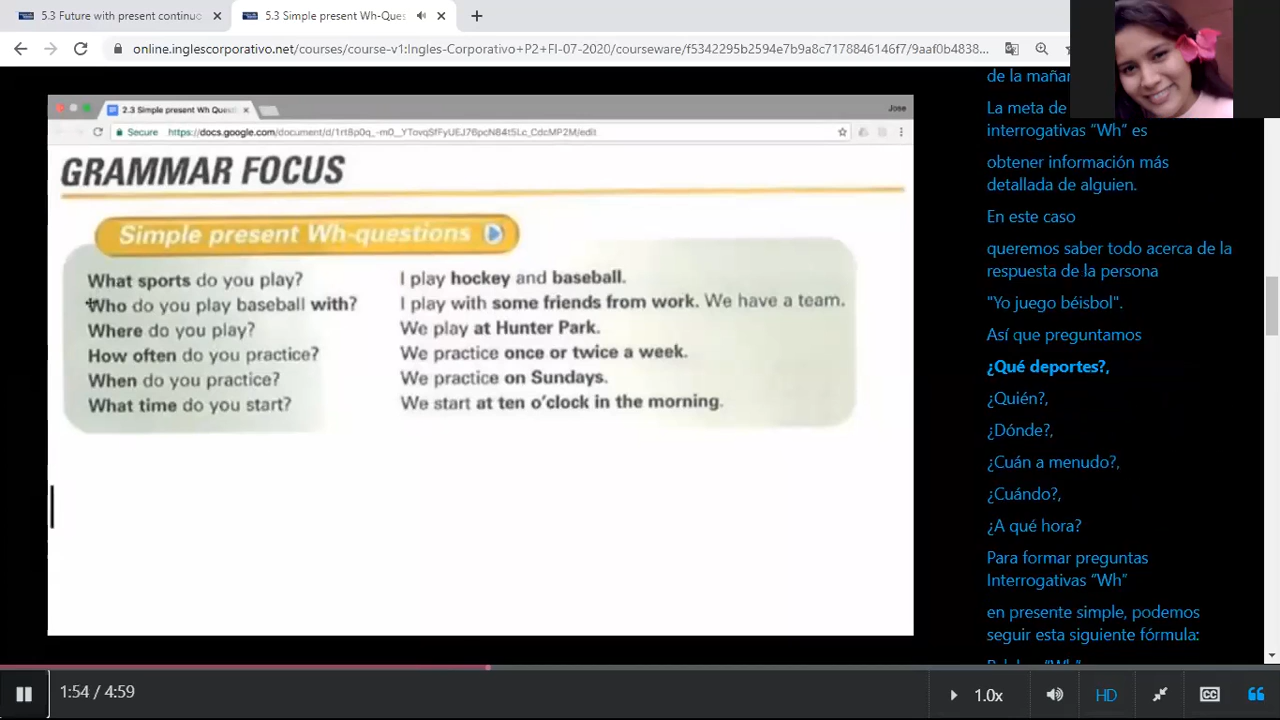 5.3 Future with present continuo
5.3 Simple present Wh-Ques
online.inglescorporativo.net/courses/course-v1:Ingles-Corporativo+P2+FI-07-2020/courseware/f5342295b2594e7b9a8c7178846146f7/9aaf0b4838...
2.3 Simple present Wh Que
Jose
Secure
GRAMMAR FOCUS
Simple present Wh-questions
What sports do you play? I play hockey and baseball.
Who do you play baseball with? I play with some friends from work. We have a team.
Where do you play? We play at Hunter Park.
How often do you practice? We practice once or twice a week.
When do you practice? We practice on Sundays.
What time do you start? We start at ten o'clock in the morning.
de la mañan
La meta de
interrogativas "Wh" es
obtener información más
detallada de alguien.
En este caso
queremos saber todo acerca de la
respuesta de la persona
"Yo juego béisbol".
Así que preguntamos
¿Qué deportes?,
¿Quién?,
¿Dónde?,
¿Cuán a menudo?,
¿Cuándo?,
¿A qué hora?
Para formar preguntas
Interrogativas "Wh"
en presente simple, podemos
seguir esta siguiente fórmula:
1:54 / 4:59
1.0x
HD
CC